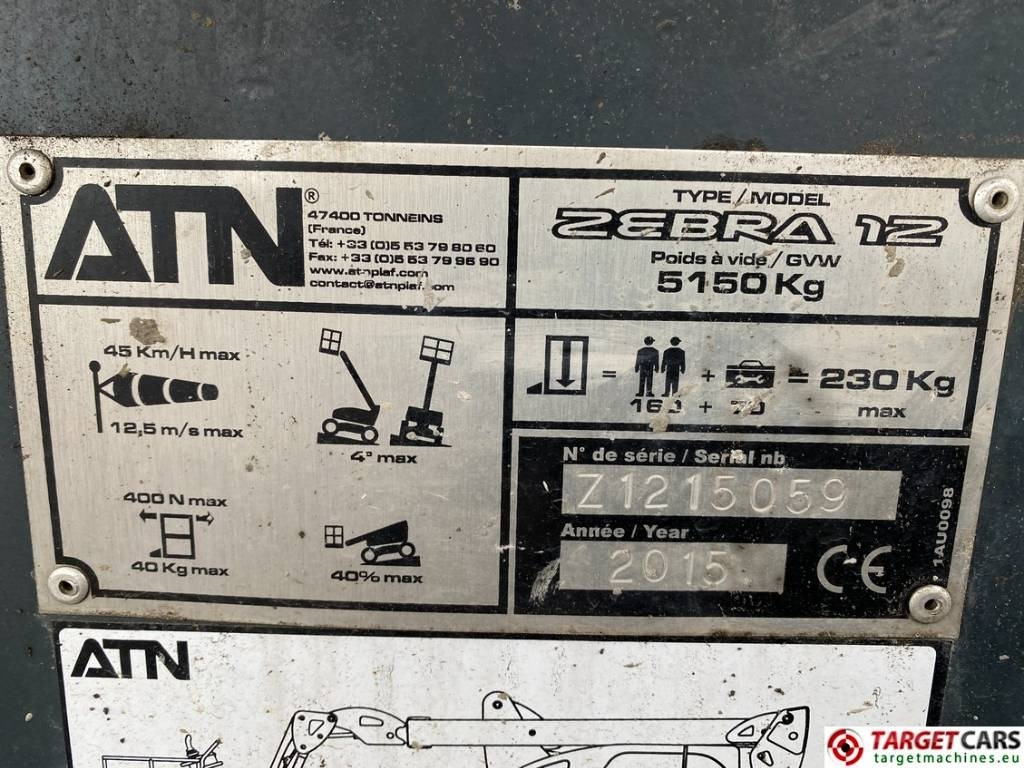 ATN®
47400 TONNEINS
(France)
Tél: +33 (0)5 53 79 80 60
Fax: +33 (0)5 53 79 96 90
www.atnplaf.com
contact@atnplaf.com
TYPE / MODEL
ZEBRA 12
Poids à vide / GVW
5150 Kg
45 Km/H max
12,5 m/s max
4° max
400 N max
40 Kg max
40% max
= + = 230 Kg
160 + 70 max
N° de série / Serial nb
Z1215059
Année / Year
2015
CE
1AU0098
ATN
TARGETCARS
targetmachines.eu